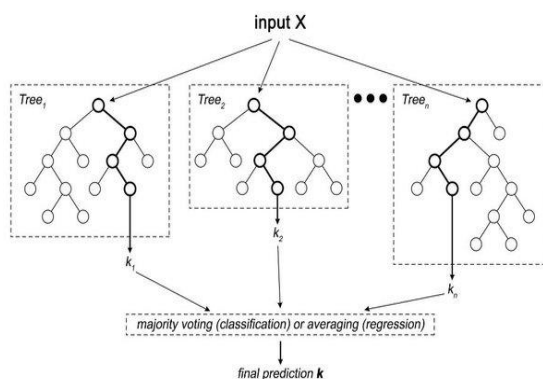 input X
Tree1
Tree2
Treen
k1
k2
kn
majority voting (classification) or averaging (regression)
final prediction k